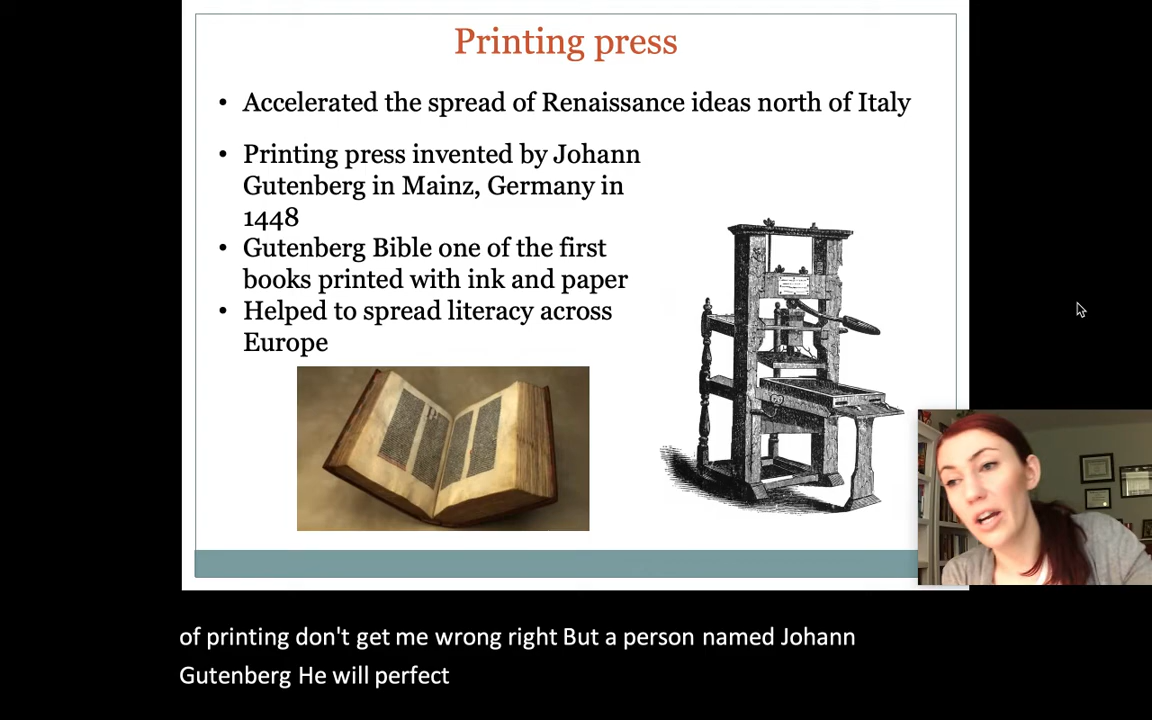 Printing press
• Accelerated the spread of Renaissance ideas north of Italy
• Printing press invented by Johann
Gutenberg in Mainz, Germany in
1448
• Gutenberg Bible one of the first
books printed with ink and paper
• Helped to spread literacy across
Europe
of printing don't get me wrong right But a person named Johann
Gutenberg He will perfect